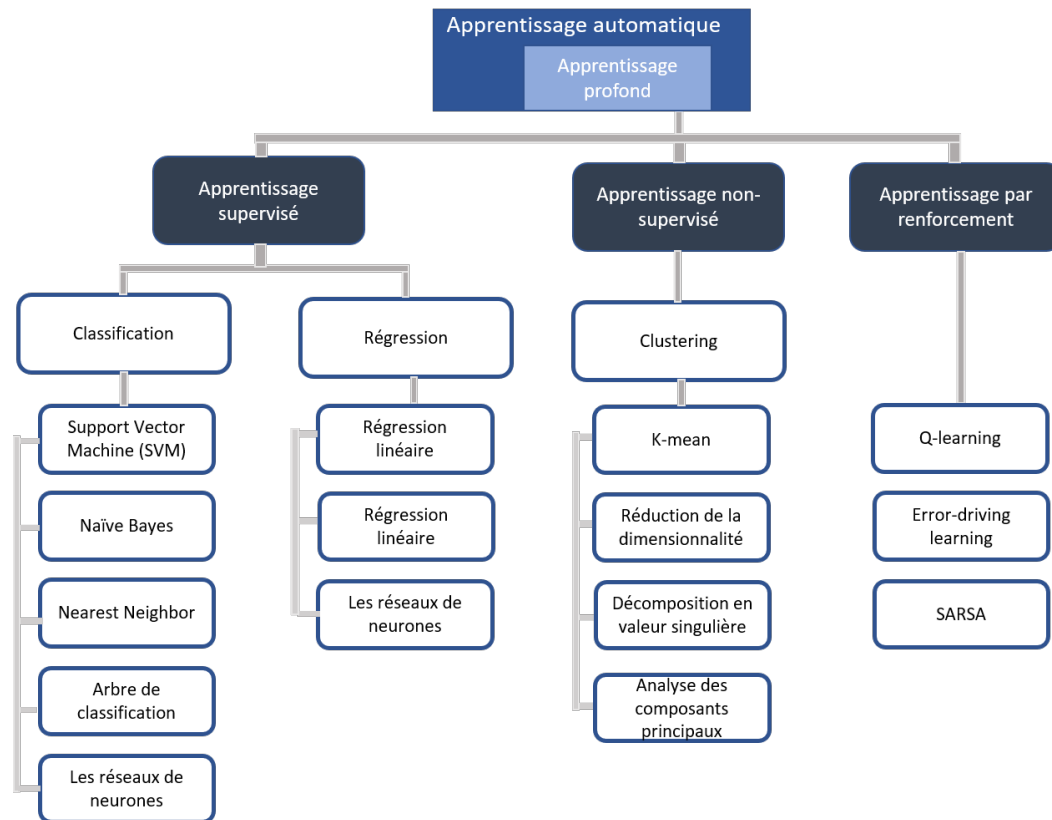 Apprentissage automatique
Apprentissage
profond
Apprentissage
supervisé
Apprentissage non-
supervisé
Apprentissage par
renforcement
Classification
Régression
Clustering
Support Vector
Machine (SVM)
Naïve Bayes
Nearest Neighbor
Arbre de
classification
Les réseaux de
neurones
Régression
linéaire
Régression
linéaire
Les réseaux de
neurones
K-mean
Réduction de la
dimensionnalité
Décomposition en
valeur singulière
Analyse des
composants
principaux
Q-learning
Error-driving
learning
SARSA